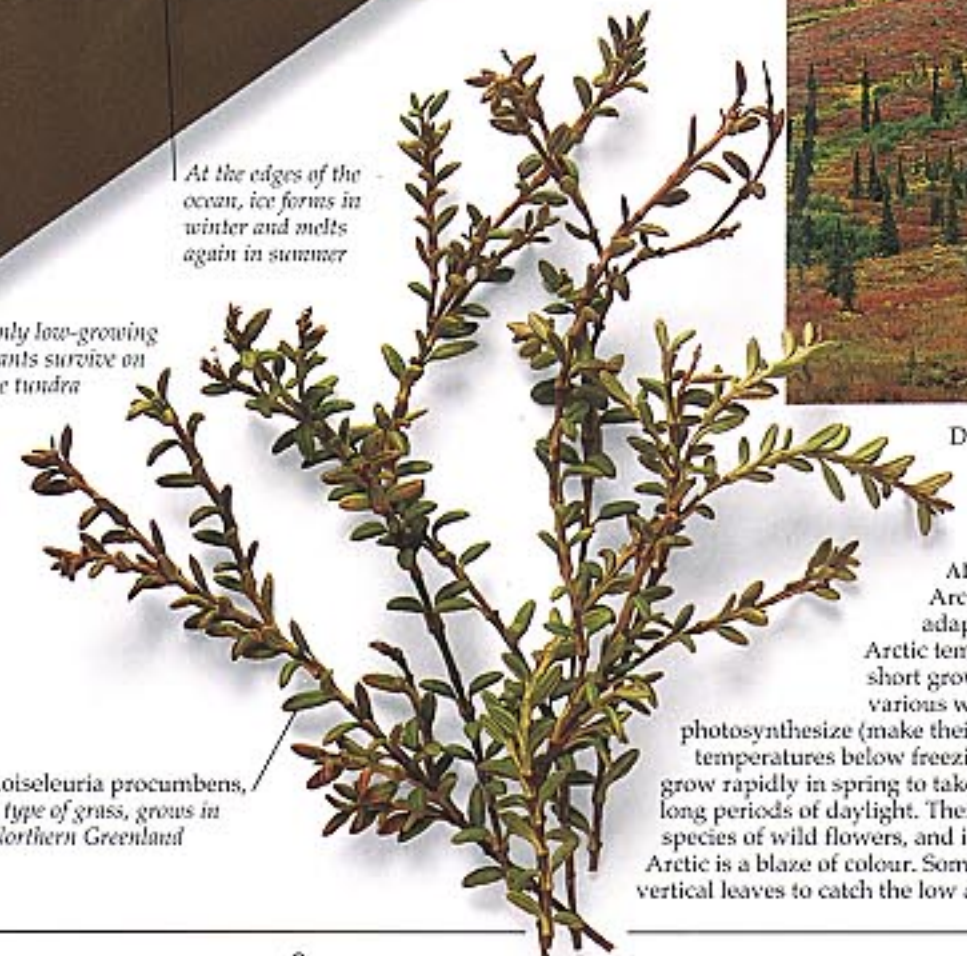 At the edges of the
ocean, ice forms in
winter and melts
again in summer
nly low-growing
ants survive on
e tundra
oiseleuria procumbens,
type of grass, grows in
Northern Greenland
D
Al
Arc
adap
Arctic tem
short grow
various w
photosynthesize (make thei
temperatures below freezi
grow rapidly in spring to take
long periods of daylight. The
species of wild flowers, and i
Arctic is a blaze of colour. Som
vertical leaves to catch the low a